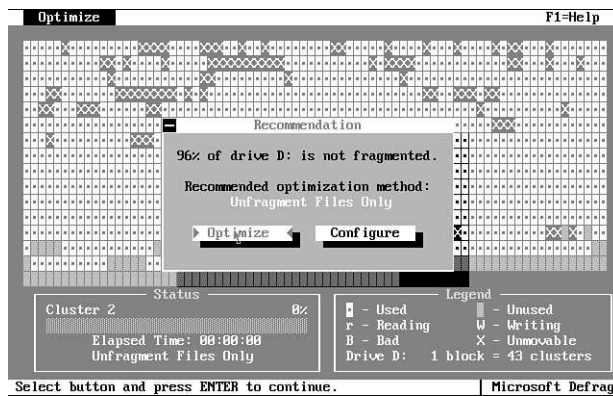 Optimize F1=Help
Recommendation
96% of drive D: is not fragmented.
Recommended optimization method:
Unfragment Files Only
Optimize Configure
Status
Cluster 2 0%
Elapsed Time: 00:00:00
Unfragment Files Only
Legend
- Used - Unused
r - Reading W - Writing
B - Bad X - Unmovable
Drive D: 1 block = 43 clusters
Select button and press ENTER to continue. Microsoft Defrag